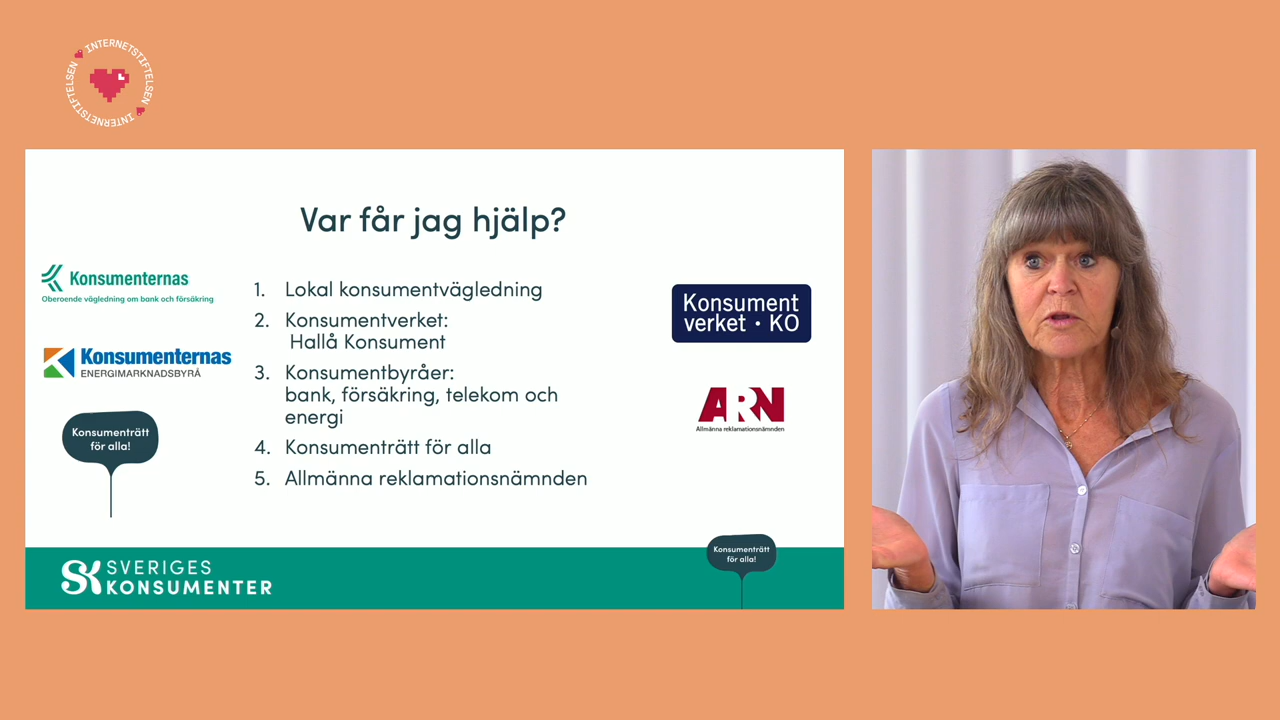 INTERNETSTIFTELSEN
INTERNETSTIFTELSEN
Var får jag hjälp?
Konsumenternas
Oberoende vägledning om bank och försäkring
Konsumenternas
ENERGIMARKNADSBYRÅ
Konsumenträtt
för alla!
1. Lokal konsumentvägledning
2. Konsumentverket:
Hallå Konsument
3. Konsumentbyråer:
bank, försäkring, telekom och
energi
4. Konsumenträtt för alla
5. Allmänna reklamationsnämnden
Konsument
verket • KO
ARN
Allmänna reklamationsnämnden
SK SVERIGES
KONSUMENTER
Konsumenträtt
för alla!